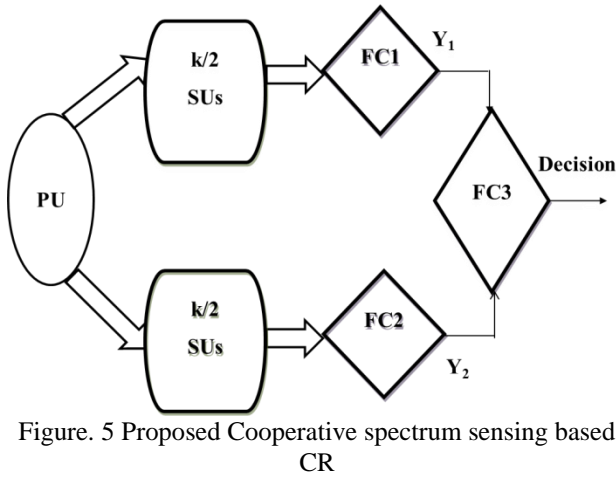 k/2
SUs
FC1
Y₁
PU
FC3
Decision
k/2
SUs
FC2
Y₂
Figure. 5 Proposed Cooperative spectrum sensing based
CR